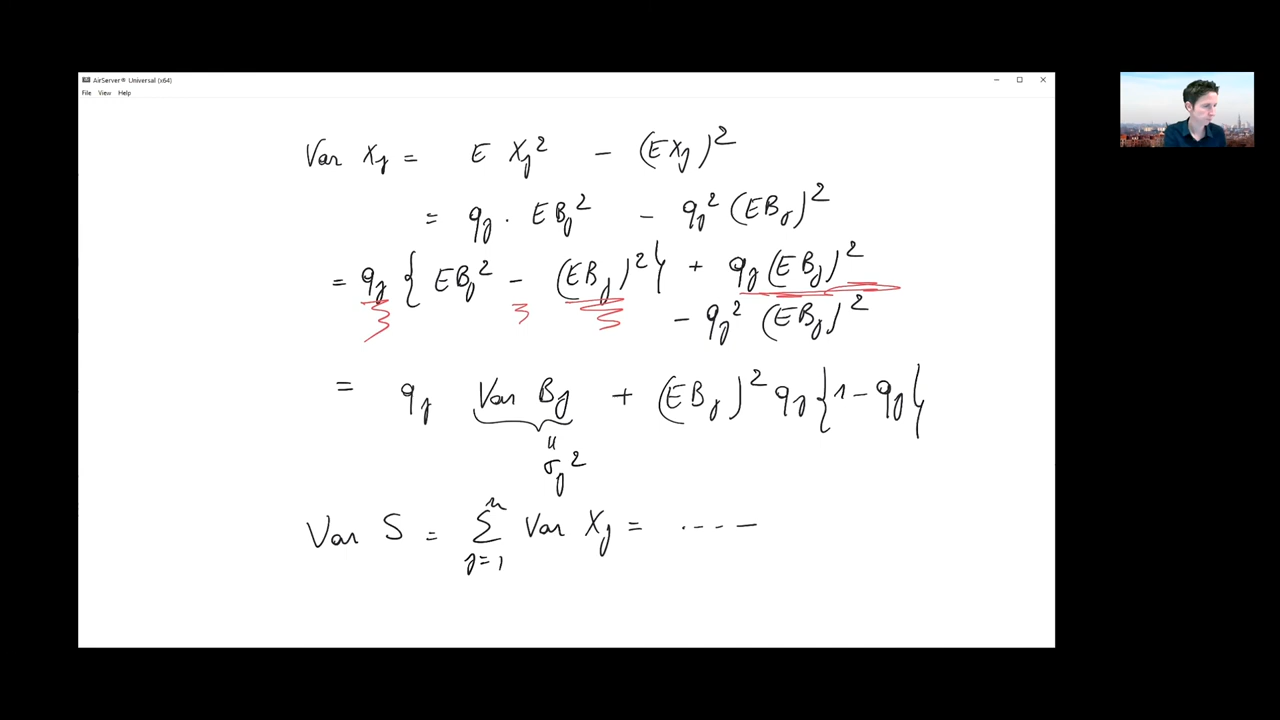 AirServer® Universal (x64)
File View Help
Var X_j = E X_j^2 - (E X_j)^2
= q_j · E B_j^2 - q_j^2 (E B_j)^2
= q_j { E B_j^2 - (E B_j)^2 } + q_j (E B_j)^2
- q_j^2 (E B_j)^2
= q_j Var B_j + (E B_j)^2 q_j {1 - q_j}
"
σ_j^2
Var S = Σ_{j=1}^{n} Var X_j = ....-